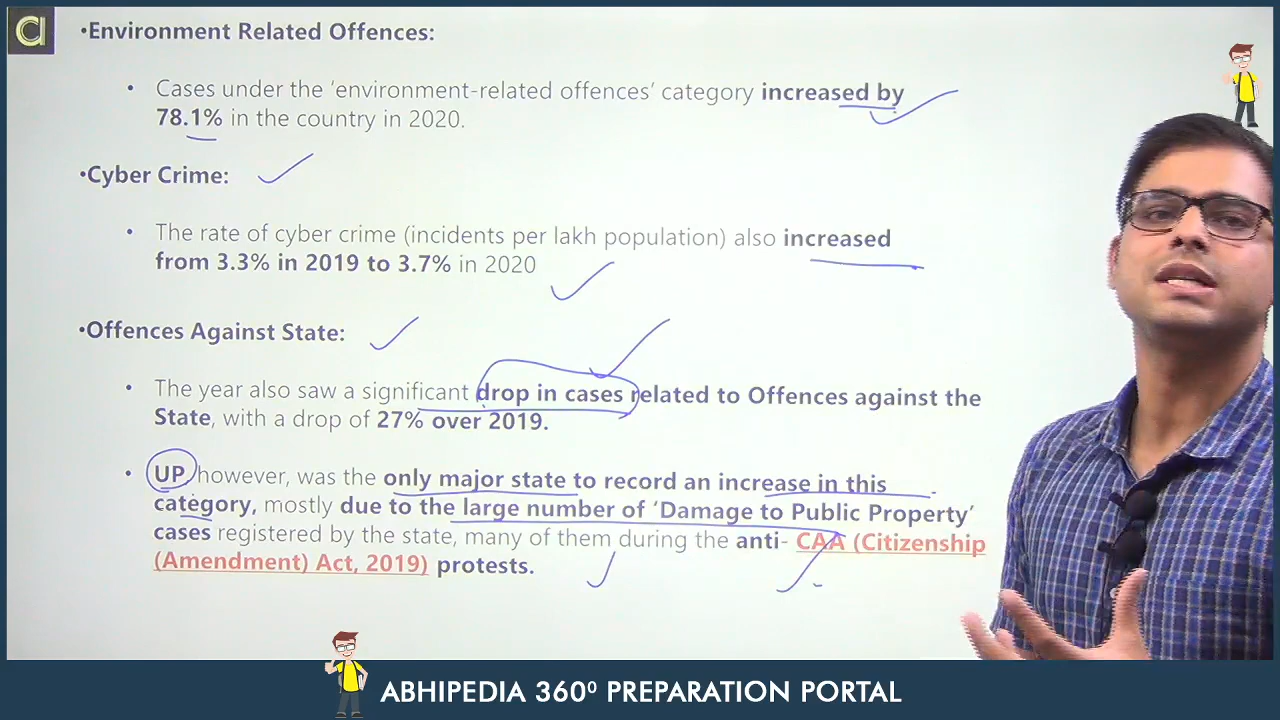 •Environment Related Offences:
• Cases under the ‘environment-related offences’ category increased by
78.1% in the country in 2020.
•Cyber Crime:
• The rate of cyber crime (incidents per lakh population) also increased
from 3.3% in 2019 to 3.7% in 2020
•Offences Against State:
• The year also saw a significant drop in cases related to Offences against the
State, with a drop of 27% over 2019.
• UP however, was the only major state to record an increase in this
category, mostly due to the large number of ‘Damage to Public Property’
cases registered by the state, many of them during the anti- CAA (Citizenship
(Amendment) Act, 2019) protests.
ABHIPEDIA 360⁰ PREPARATION PORTAL